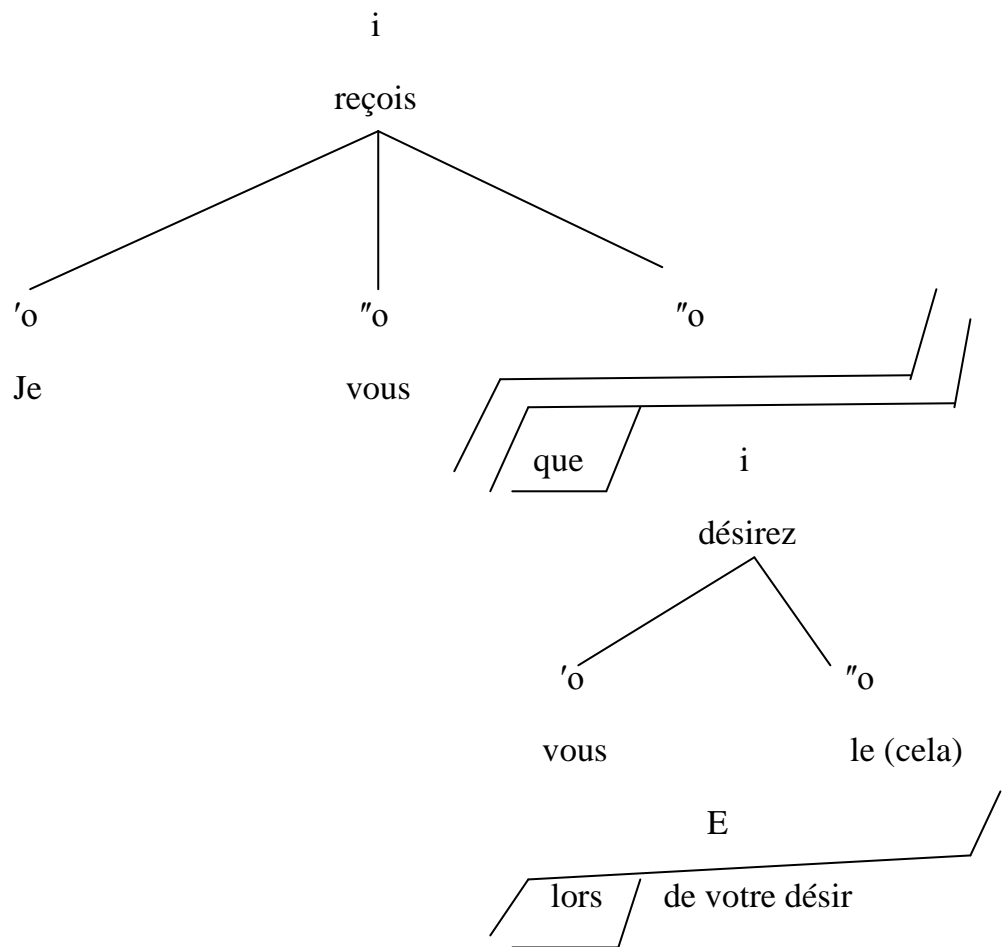 i
reçois
′o ″o ″o
Je vous
que i
désirez
′o ″o
vous le (cela)
E
lors de votre désir